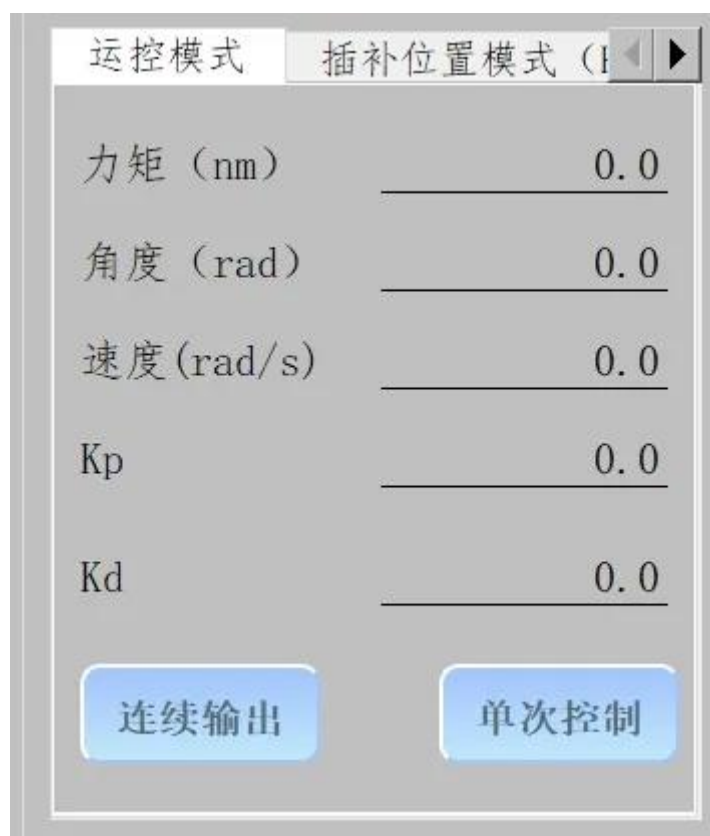 运控模式 插补位置模式（
力矩（nm） 0.0
角度（rad） 0.0
速度(rad/s) 0.0
Kp 0.0
Kd 0.0
连续输出 单次控制